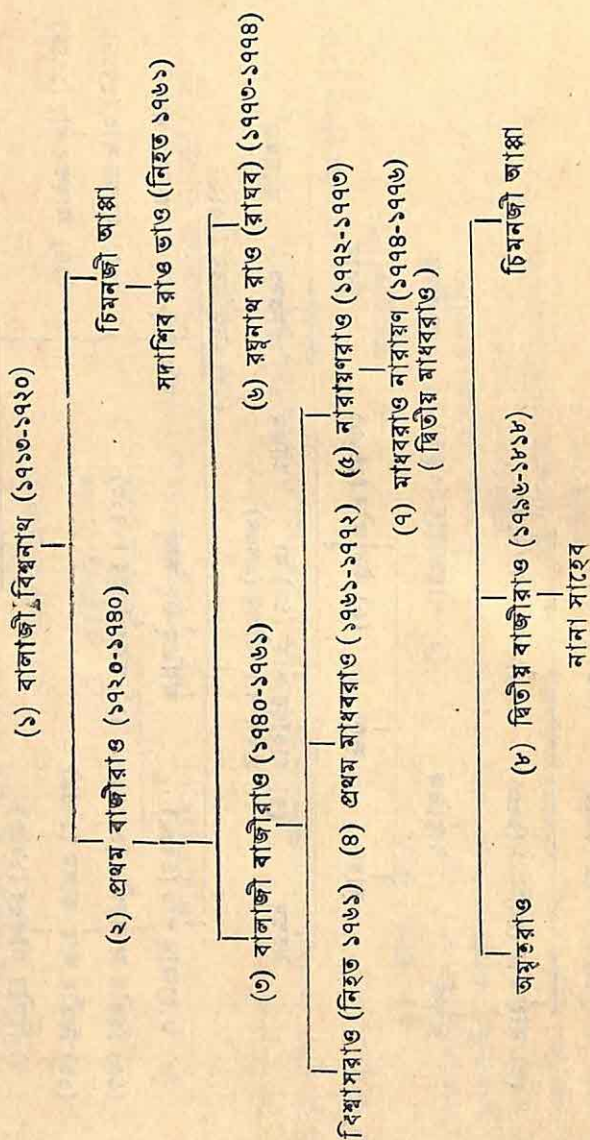 (১) বালাজী বিশ্বনাথ (১৭১৩-১৭২০)
(২) প্রথম বাজীরাও (১৭২০-১৭৪০)
চিমনজী আপ্পা
সদাশিব রাও ভাও (নিহত ১৭৬১)
(৩) বালাজী বাজীরাও (১৭৪০-১৭৬১)
(৬) রঘুনাথ রাও (রাঘব) (১৭৭৩-১৭৭৪)
বিশ্বাসরাও (নিহত ১৭৬১) (৪) প্রথম মাধবরাও (১৭৬১-১৭৭২) (৫) নারায়ণরাও (১৭৭২-১৭৭৩)
(৭) মাধবরাও নারায়ণ (১৭৭৪-১৭৭৬)
( দ্বিতীয় মাধবরাও )
অমৃতরাও (৮) দ্বিতীয় বাজীরাও (১৭৯৬-১৮১৮) চিমনজী আপ্পা
নানা সাহেব